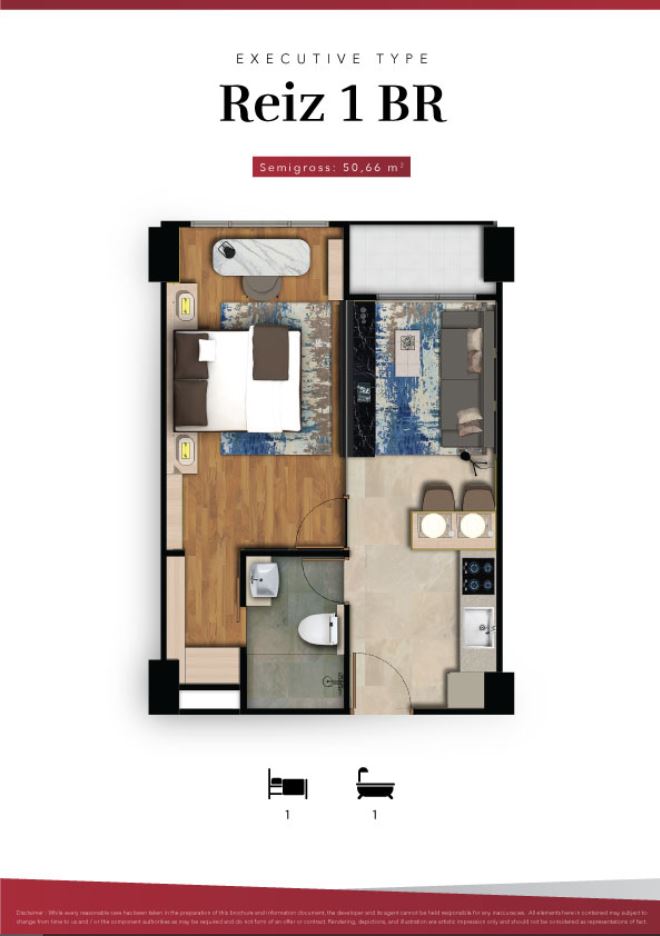 EXECUTIVE TYPE
Reiz 1 BR
Semigross: 50,66 m²
1
1
Disclaimer : While every reasonable care has been taken in the preparation of this brochure and information document, the developer and its agent cannot be held responsible for any inaccuracies. All elements herein contained may subject to
change from time to us and / or the component authorities as may be required and do not form of an offer or contract. Rendering, depictions, and illustration are artistic impression only and should not be considered as representations of fact.